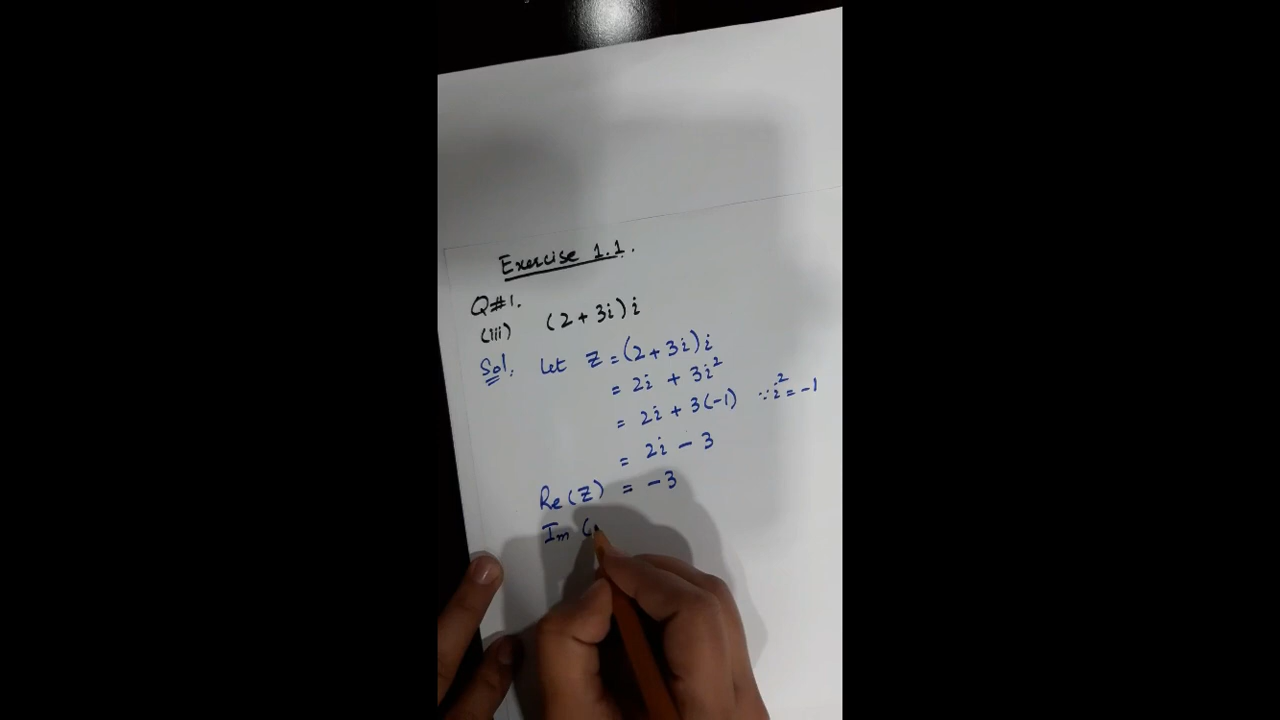 Exercise 1.1.
Q#1.
(iii) (2+3i)i
Sol. Let Z=(2+3i)i
= 2i + 3i²
= 2i + 3(-1) ∵ i²=-1
= 2i - 3
Re(Z) = -3
Im (